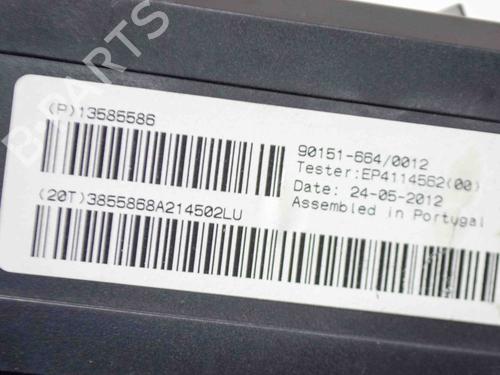 (P)13585586
90151-664/0012
Tester:EP4114562(00)
Date: 24-05-2012
Assembled in Portugal
(20T)3855868A214502LU
B-PARTS